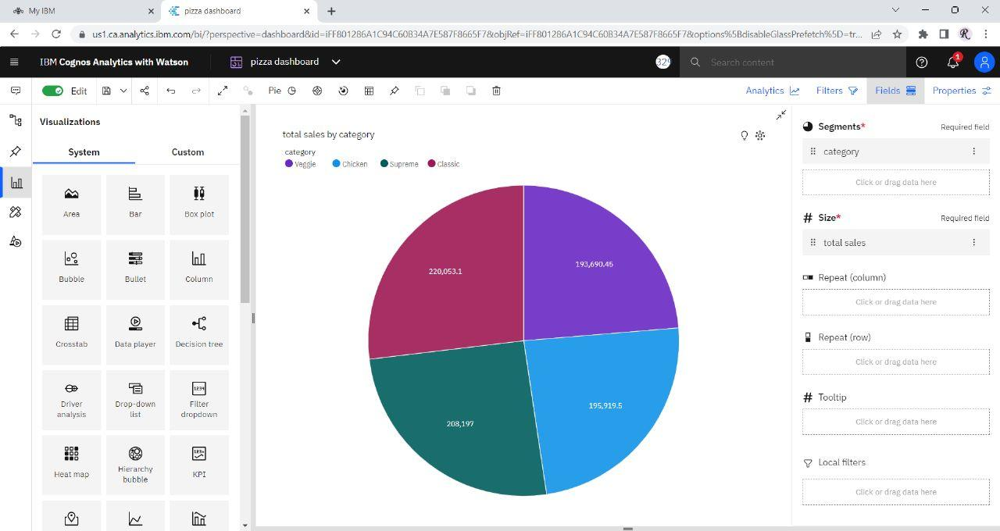 My IBM
pizza dashboard
us1.ca.analytics.ibm.com/bi/?perspective=dashboard&id=iFF801286A1C94C60B34A7E587F8665F7&objRef=iFF801286A1C94C60B34A7E587F8665F7&options%5BdisableGlassPrefetch%5D=tr...
IBM Cognos Analytics with Watson
pizza dashboard
Search content
1
Edit
Pie
Analytics
Filters
Fields
Properties
Visualizations
System
Custom
Area
Bar
Box plot
Bubble
Bullet
Column
Crosstab
Data player
Decision tree
Driver
analysis
Drop-down
list
Filter
dropdown
Heat map
Hierarchy
bubble
KPI
total sales by category
category
Veggie
Chicken
Supreme
Classic
220,053.1
193,690.45
195,919.5
208,197
Segments*
Required field
category
Click or drag data here
Size*
Required field
total sales
Repeat (column)
Click or drag data here
Repeat (row)
Click or drag data here
Tooltip
Click or drag data here
Local filters
Click or drag data here